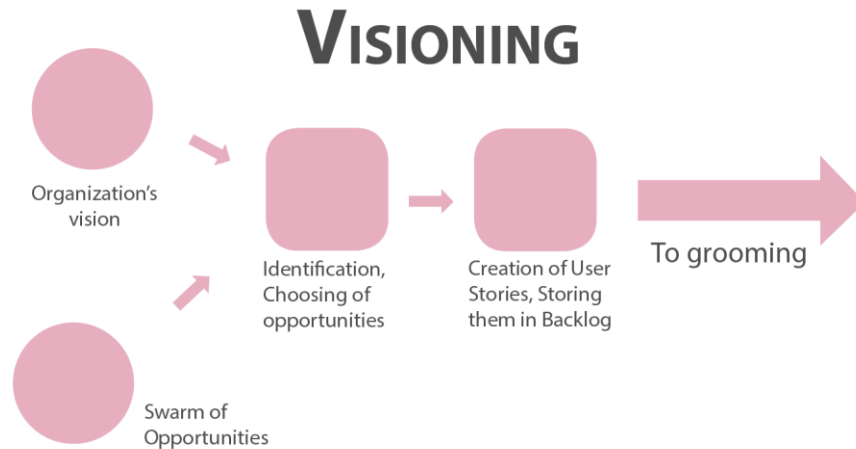 VISIONING
Organization's
vision
Identification,
Choosing of
opportunities
Creation of User
Stories, Storing
them in Backlog
To grooming
Swarm of
Opportunities